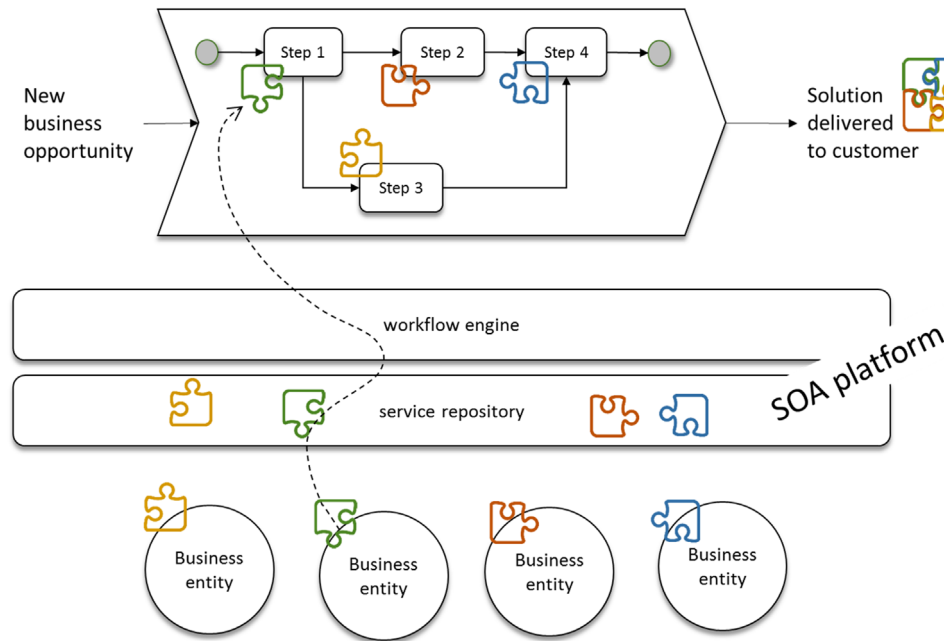 Step 1
Step 2
Step 4
New
business
opportunity
Solution
delivered
to customer
Step 3
workflow engine
SOA platform
service repository
Business
entity
Business
entity
Business
entity
Business
entity